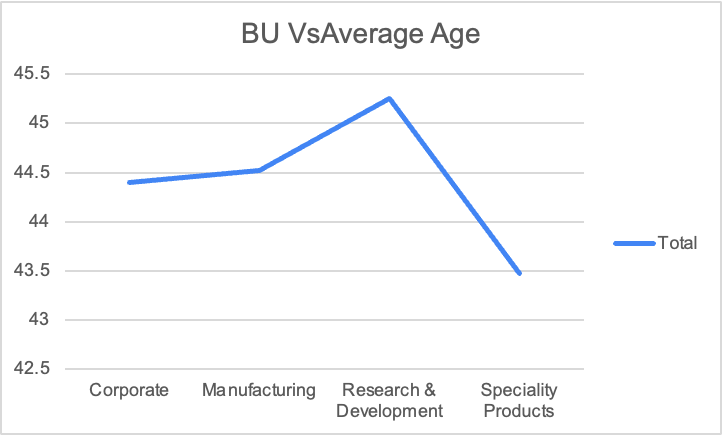 BU VsAverage Age
45.5
45
44.5
44
43.5
43
42.5
Total
Corporate
Manufacturing
Research &
Development
Speciality
Products